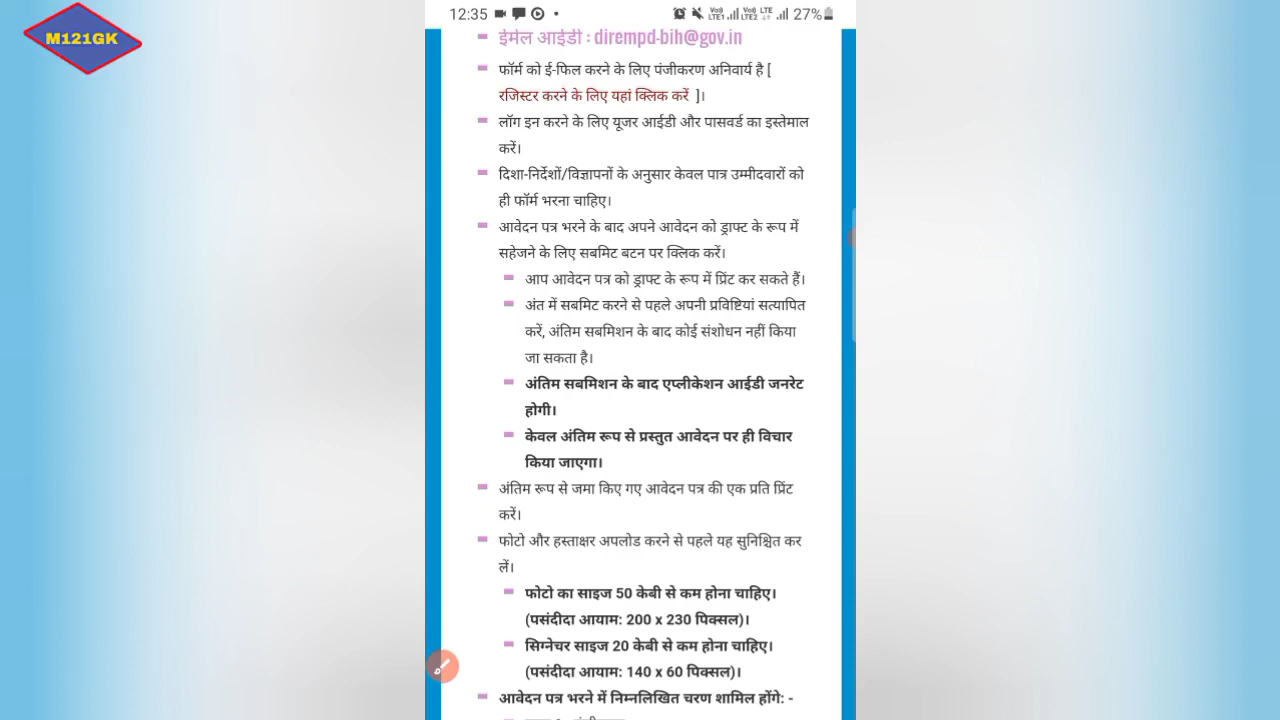 M121GK
12:35
Vo)) LTE1 Vo)) LTE2 LTE 27%
ईमेल आईडी : dirempd-bih@gov.in
फॉर्म को ई-फिल करने के लिए पंजीकरण अनिवार्य है [
रजिस्टर करने के लिए यहां क्लिक करें ]।
लॉग इन करने के लिए यूजर आईडी और पासवर्ड का इस्तेमाल
करें।
दिशा-निर्देशों/विज्ञापनों के अनुसार केवल पात्र उम्मीदवारों को
ही फॉर्म भरना चाहिए।
आवेदन पत्र भरने के बाद अपने आवेदन को ड्राफ्ट के रूप में
सहेजने के लिए सबमिट बटन पर क्लिक करें।
आप आवेदन पत्र को ड्राफ्ट के रूप में प्रिंट कर सकते हैं।
अंत में सबमिट करने से पहले अपनी प्रविष्टियां सत्यापित
करें, अंतिम सबमिशन के बाद कोई संशोधन नहीं किया
जा सकता है।
अंतिम सबमिशन के बाद एप्लीकेशन आईडी जनरेट
होगी।
केवल अंतिम रूप से प्रस्तुत आवेदन पर ही विचार
किया जाएगा।
अंतिम रूप से जमा किए गए आवेदन पत्र की एक प्रति प्रिंट
करें।
फोटो और हस्ताक्षर अपलोड करने से पहले यह सुनिश्चित कर
लें।
फोटो का साइज 50 केबी से कम होना चाहिए।
(पसंदीदा आयाम: 200 x 230 पिक्सल)।
सिग्नेचर साइज 20 केबी से कम होना चाहिए।
(पसंदीदा आयाम: 140 x 60 पिक्सल)।
आवेदन पत्र भरने में निम्नलिखित चरण शामिल होंगे: -